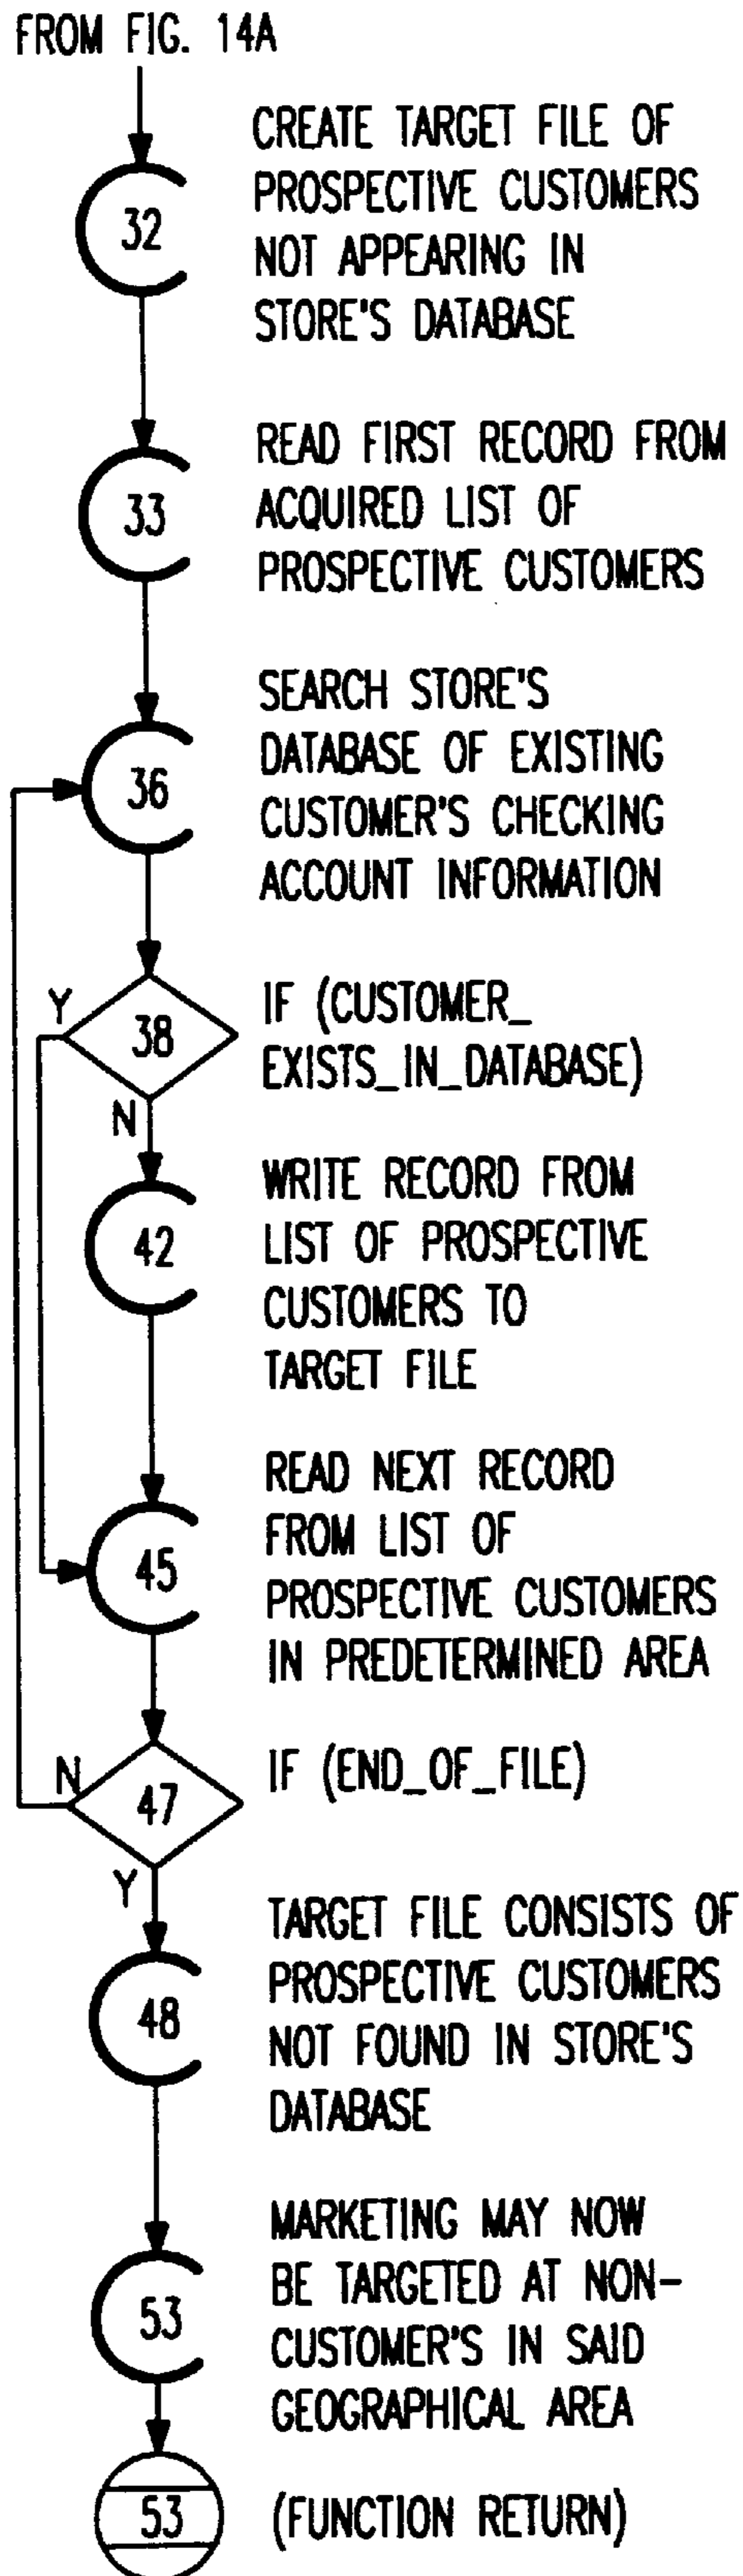 FROM FIG. 14A
32
CREATE TARGET FILE OF
PROSPECTIVE CUSTOMERS
NOT APPEARING IN
STORE'S DATABASE
33
READ FIRST RECORD FROM
ACQUIRED LIST OF
PROSPECTIVE CUSTOMERS
36
SEARCH STORE'S
DATABASE OF EXISTING
CUSTOMER'S CHECKING
ACCOUNT INFORMATION
Y
38
N
IF (CUSTOMER_
EXISTS_IN_DATABASE)
42
WRITE RECORD FROM
LIST OF PROSPECTIVE
CUSTOMERS TO
TARGET FILE
45
READ NEXT RECORD
FROM LIST OF
PROSPECTIVE CUSTOMERS
IN PREDETERMINED AREA
N
47
Y
IF (END_OF_FILE)
48
TARGET FILE CONSISTS OF
PROSPECTIVE CUSTOMERS
NOT FOUND IN STORE'S
DATABASE
53
MARKETING MAY NOW
BE TARGETED AT NON-
CUSTOMER'S IN SAID
GEOGRAPHICAL AREA
53
(FUNCTION RETURN)